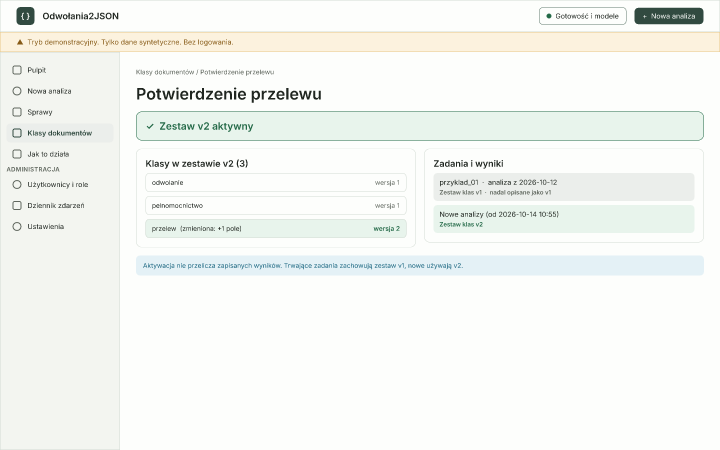 { } Odwołania2JSON
Gotowość i modele
+ Nowa analiza
Tryb demonstracyjny. Tylko dane syntetyczne. Bez logowania.
Pulpit
Nowa analiza
Sprawy
Klasy dokumentów
Jak to działa
ADMINISTRACJA
Użytkownicy i role
Dziennik zdarzeń
Ustawienia
Klasy dokumentów / Potwierdzenie przelewu
Potwierdzenie przelewu
✓ Zestaw v2 aktywny
Klasy w zestawie v2 (3)
odwolanie wersja 1
pelnomocnictwo wersja 1
przelew (zmieniona: +1 pole) wersja 2
Zadania i wyniki
przyklad_01 · analiza z 2026-10-12
Zestaw klas v1 · nadal opisane jako v1
Nowe analizy (od 2026-10-14 10:55)
Zestaw klas v2
Aktywacja nie przelicza zapisanych wyników. Trwające zadania zachowują zestaw v1, nowe używają v2.